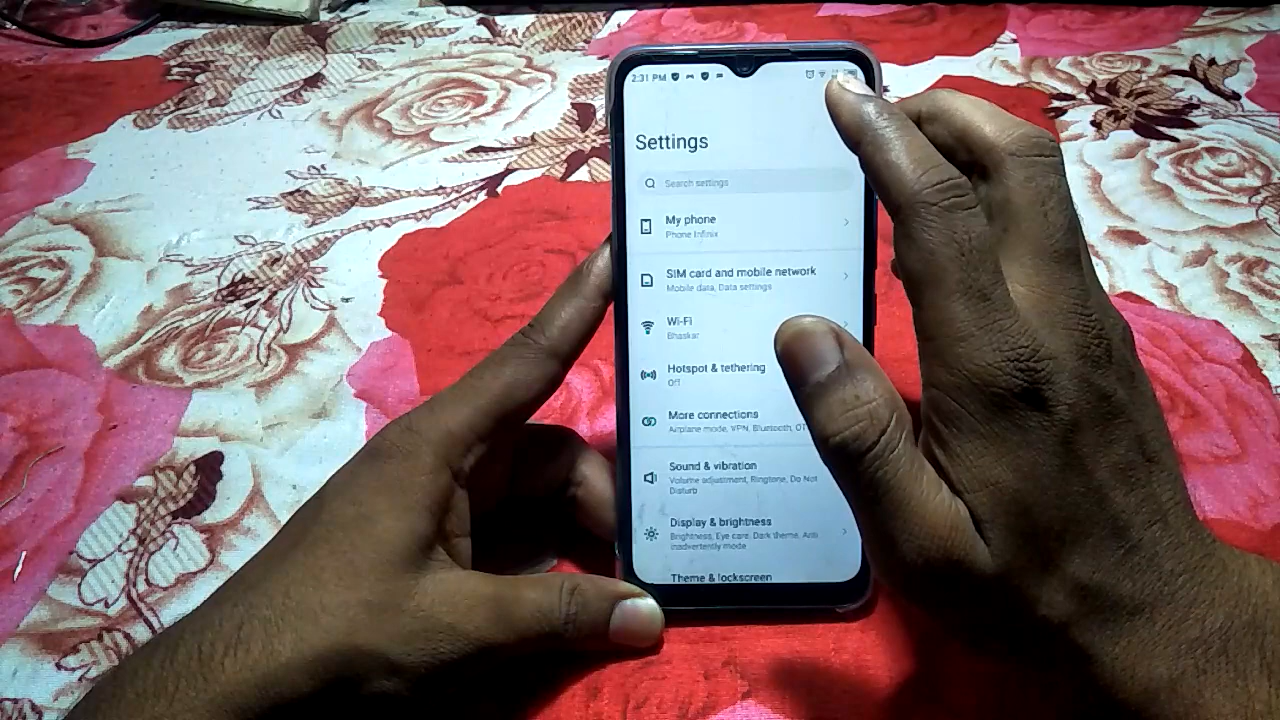 2:31 PM
Settings
Search settings
My phone
Phone Infinix
SIM card and mobile network
Mobile data, Data settings
Wi-Fi
Bhaskar
Hotspot & tethering
Off
More connections
Airplane mode, VPN, Bluetooth, OT
Sound & vibration
Volume adjustment, Ringtone, Do Not
Disturb
Display & brightness
Brightness, Eye care, Dark theme, Anti
inadvertently mode
Theme & lockscreen